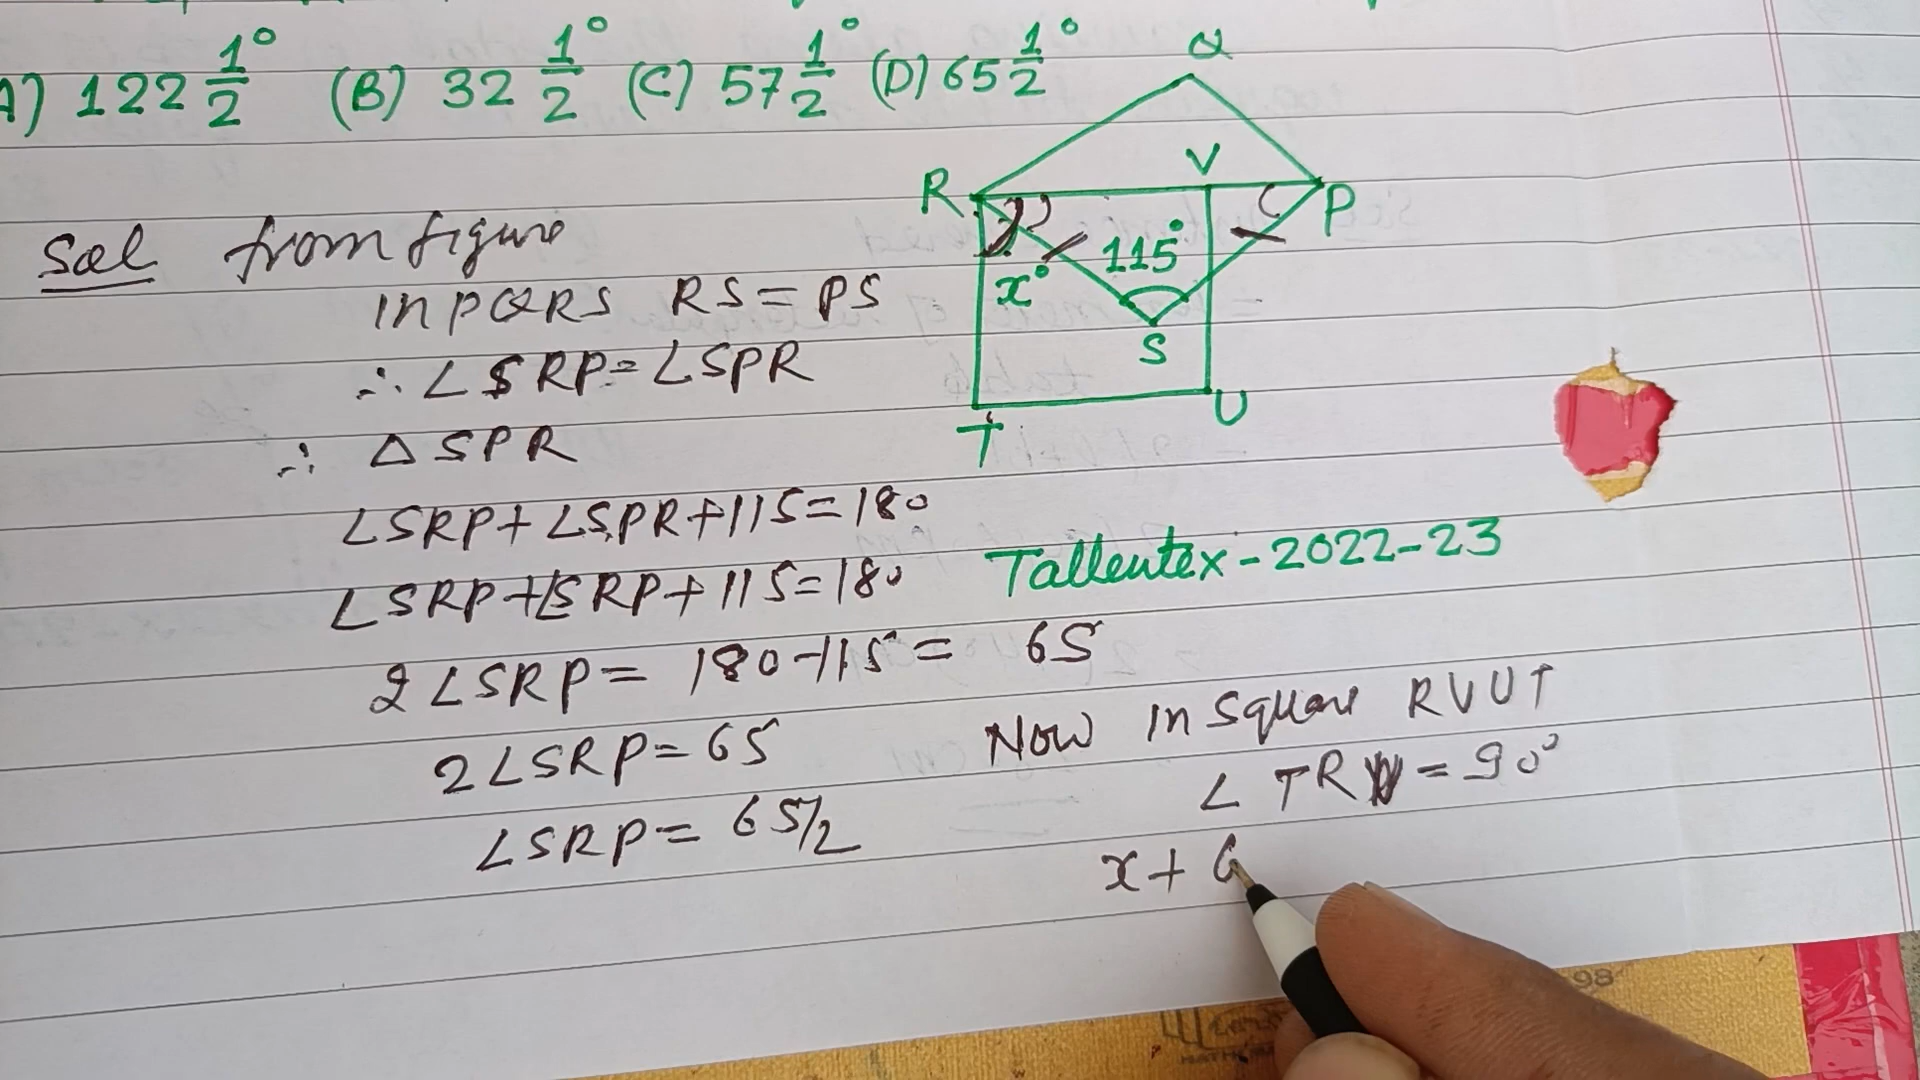 A) 122 1/2° (B) 32 1/2° (C) 57 1/2° (D) 65 1/2°
Q
R V P
115°
x°
S
T U
Sol from figure
in PQRS RS = PS
∴ ∠SRP = ∠SPR
∴ △SPR
∠SRP + ∠SPR + 115 = 180
∠SRP + ∠SRP + 115 = 180
2∠SRP = 180 - 115 = 65
2∠SRP = 65
∠SRP = 65/2
Tallentex - 2022-23
Now in square RVUT
∠TRV = 90°
x + 6
98